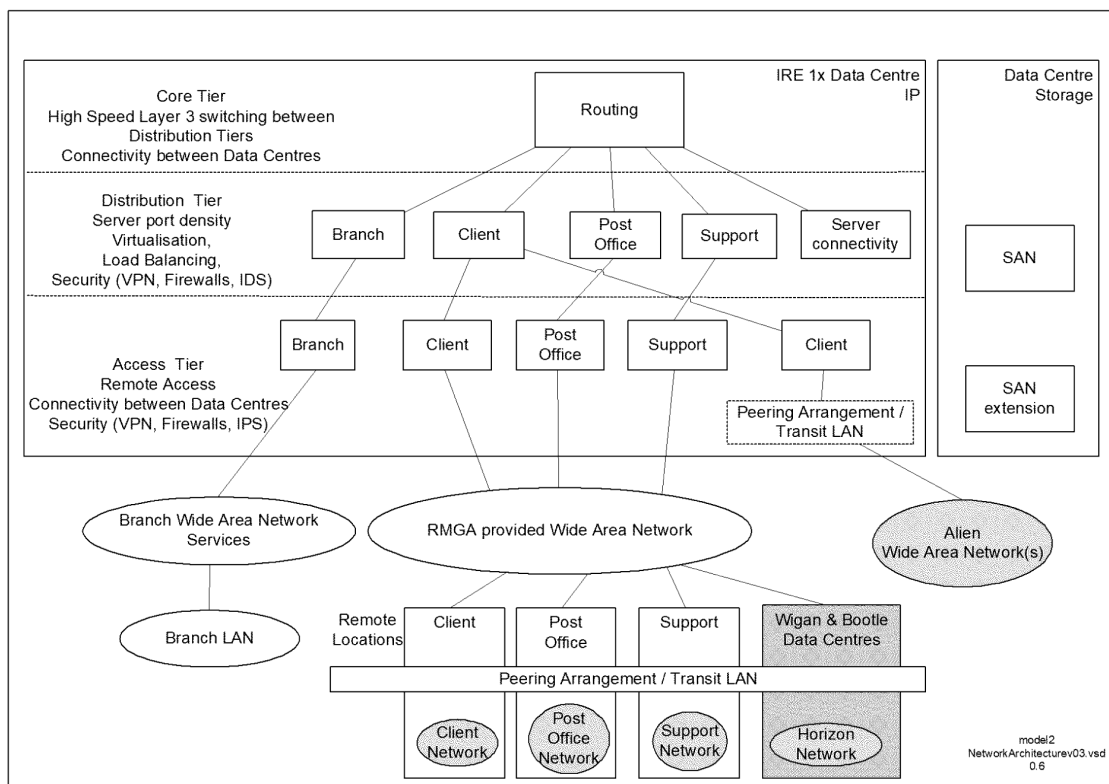 IRE 1x Data Centre
IP
Data Centre
Storage
Core Tier
High Speed Layer 3 switching between
Distribution Tiers
Connectivity between Data Centres
Routing
Distribution Tier
Server port density
Virtualisation,
Load Balancing,
Security (VPN, Firewalls, IDS)
Branch
Client
Post
Office
Support
Server
connectivity
SAN
Access Tier
Remote Access
Connectivity between Data Centres
Security (VPN, Firewalls, IPS)
Branch
Client
Post
Office
Support
Client
Peering Arrangement /
Transit LAN
SAN
extension
Branch Wide Area Network
Services
RMGA provided Wide Area Network
Alien
Wide Area Network(s)
Branch LAN
Remote
Locations
Client
Post
Office
Support
Wigan & Bootle
Data Centres
Peering Arrangement / Transit LAN
Client
Network
Post
Office
Network
Support
Network
Horizon
Network
model2
NetworkArchitecturev03.vsd
0.6